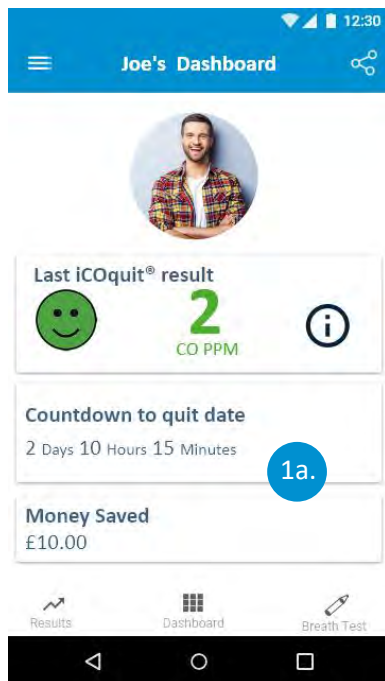 12:30
Joe's Dashboard
Last iCOquit® result
2
CO PPM
Countdown to quit date
2 Days 10 Hours 15 Minutes
1a.
Money Saved
£10.00
Results
Dashboard
Breath Test